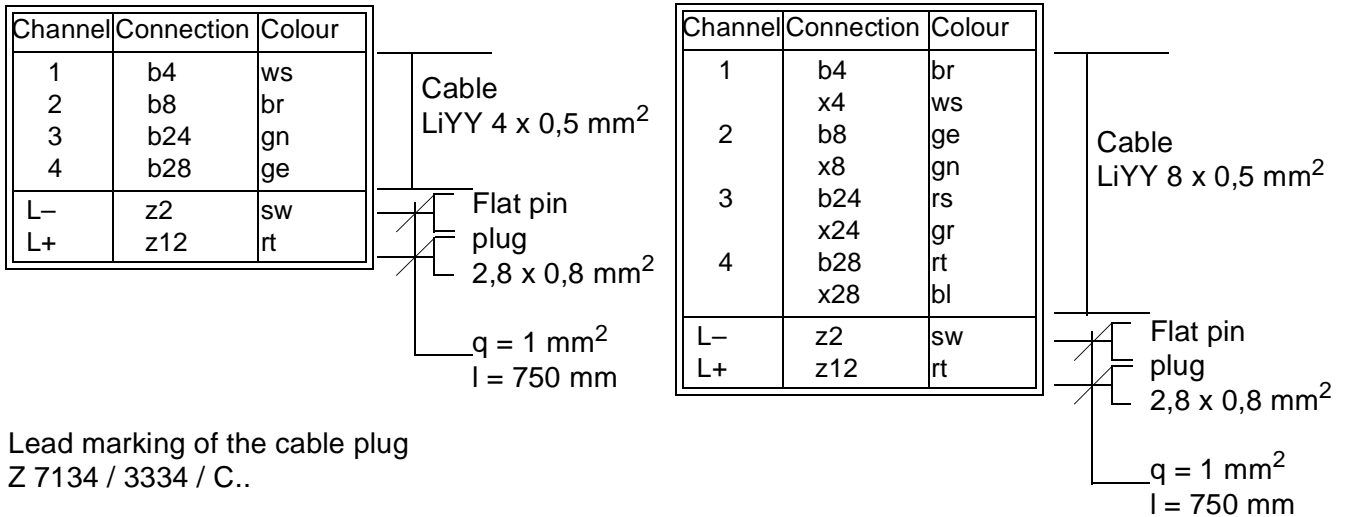 Channel Connection Colour
1 b4 ws
2 b8 br
3 b24 gn
4 b28 ge
L– z2 sw
L+ z12 rt
Cable
LiYY 4 x 0,5 mm²
Flat pin
plug
2,8 x 0,8 mm²
q = 1 mm²
l = 750 mm
Lead marking of the cable plug
Z 7134 / 3334 / C..
Channel Connection Colour
1 b4 br
x4 ws
2 b8 ge
x8 gn
3 b24 rs
x24 gr
4 b28 rt
x28 bl
L– z2 sw
L+ z12 rt
Cable
LiYY 8 x 0,5 mm²
Flat pin
plug
2,8 x 0,8 mm²
q = 1 mm²
l = 750 mm